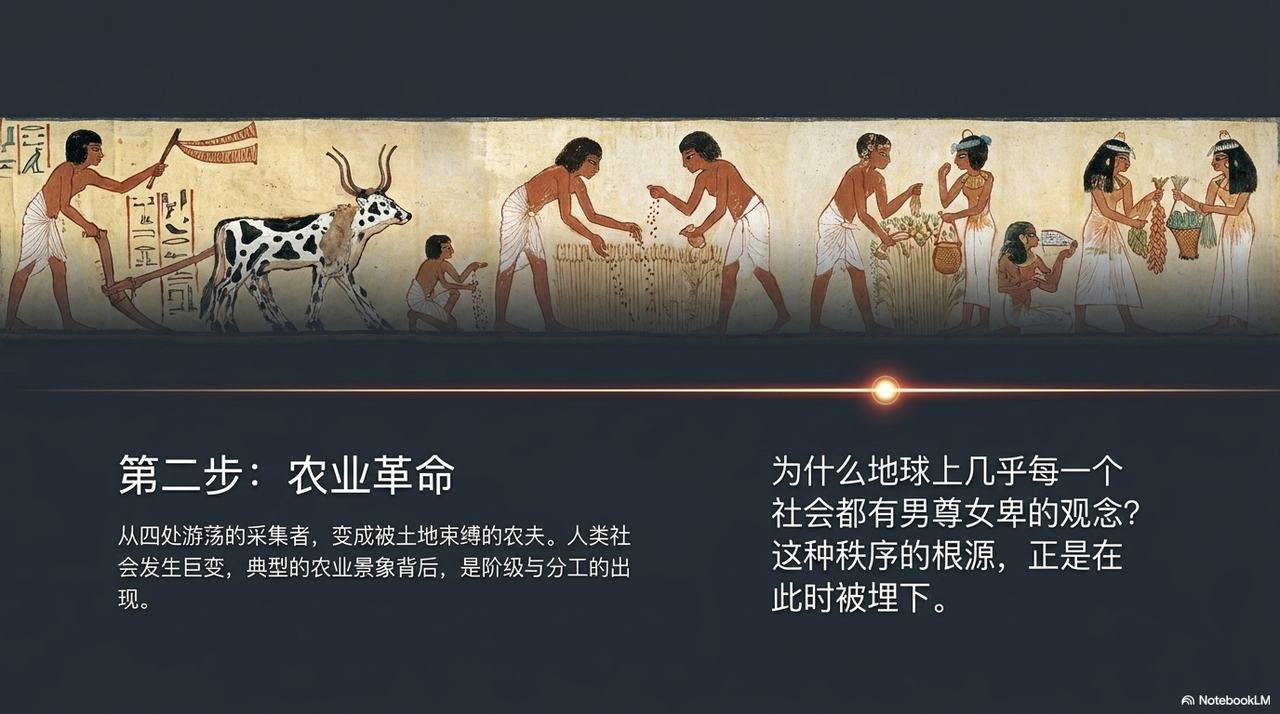 第二步：农业革命
从四处游荡的采集者，变成被土地束缚的农夫。人类社
会发生巨变，典型的农业景象背后，是阶级与分工的出
现。
为什么地球上几乎每一个
社会都有男尊女卑的观念？
这种秩序的根源，正是在
此时被埋下。
NotebookLM